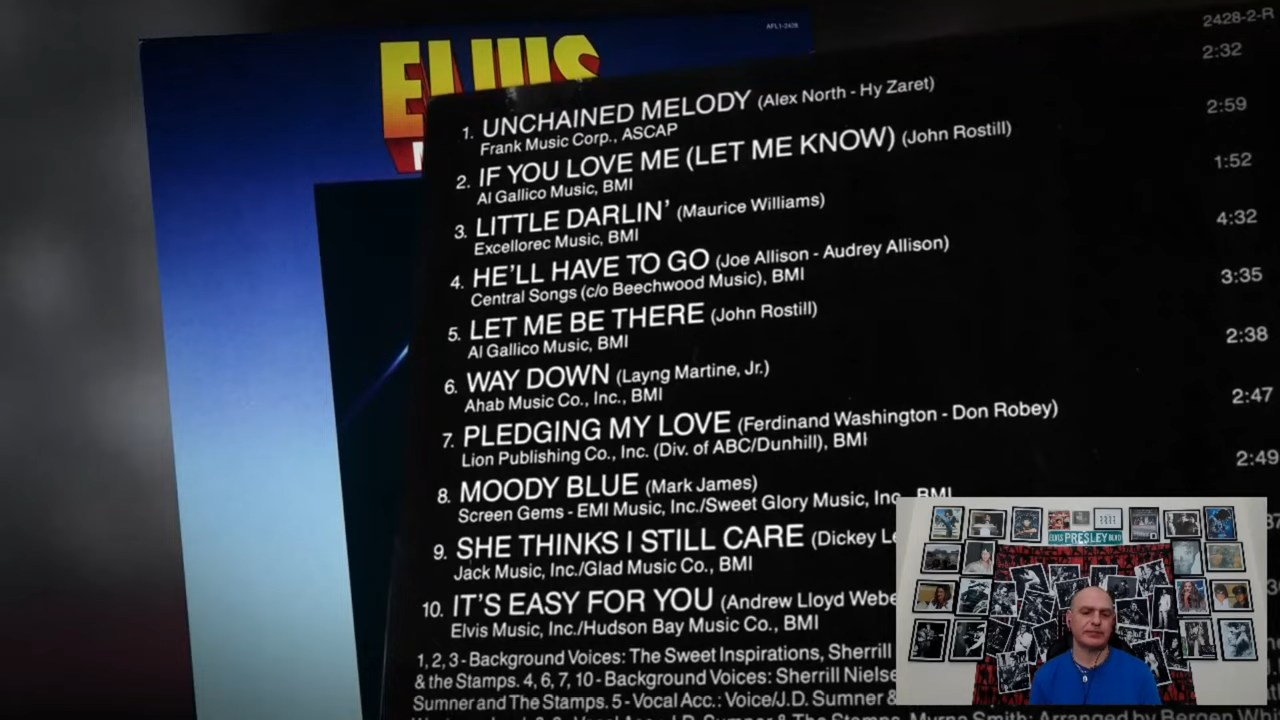 AFL1-2428
ELVIS
2428-2-R
1. UNCHAINED MELODY (Alex North - Hy Zaret) 2:32
Frank Music Corp., ASCAP
2. IF YOU LOVE ME (LET ME KNOW) (John Rostill) 2:59
Al Gallico Music, BMI
3. LITTLE DARLIN' (Maurice Williams) 1:52
Excellorec Music, BMI
4. HE'LL HAVE TO GO (Joe Allison - Audrey Allison) 4:32
Central Songs (c/o Beechwood Music), BMI
5. LET ME BE THERE (John Rostill) 3:35
Al Gallico Music, BMI
6. WAY DOWN (Layng Martine, Jr.) 2:38
Ahab Music Co., Inc., BMI
7. PLEDGING MY LOVE (Ferdinand Washington - Don Robey) 2:47
Lion Publishing Co., Inc. (Div. of ABC/Dunhill), BMI
8. MOODY BLUE (Mark James) 2:49
Screen Gems - EMI Music, Inc./Sweet Glory Music, Inc., BMI
9. SHE THINKS I STILL CARE (Dickey
Jack Music, Inc./Glad Music Co., BMI
10. IT'S EASY FOR YOU (Andrew Lloyd
Elvis Music, Inc./Hudson Bay Music Co., BMI
1, 2, 3 - Background Voices: The Sweet Inspirations, Sherrill
& the Stamps. 4, 6, 7, 10 - Background Voices: Sherrill
Sumner and The Stamps. 5 - Vocal Acc.: Voice/J.D. Sumner &
ELVIS PRESLEY BLVD